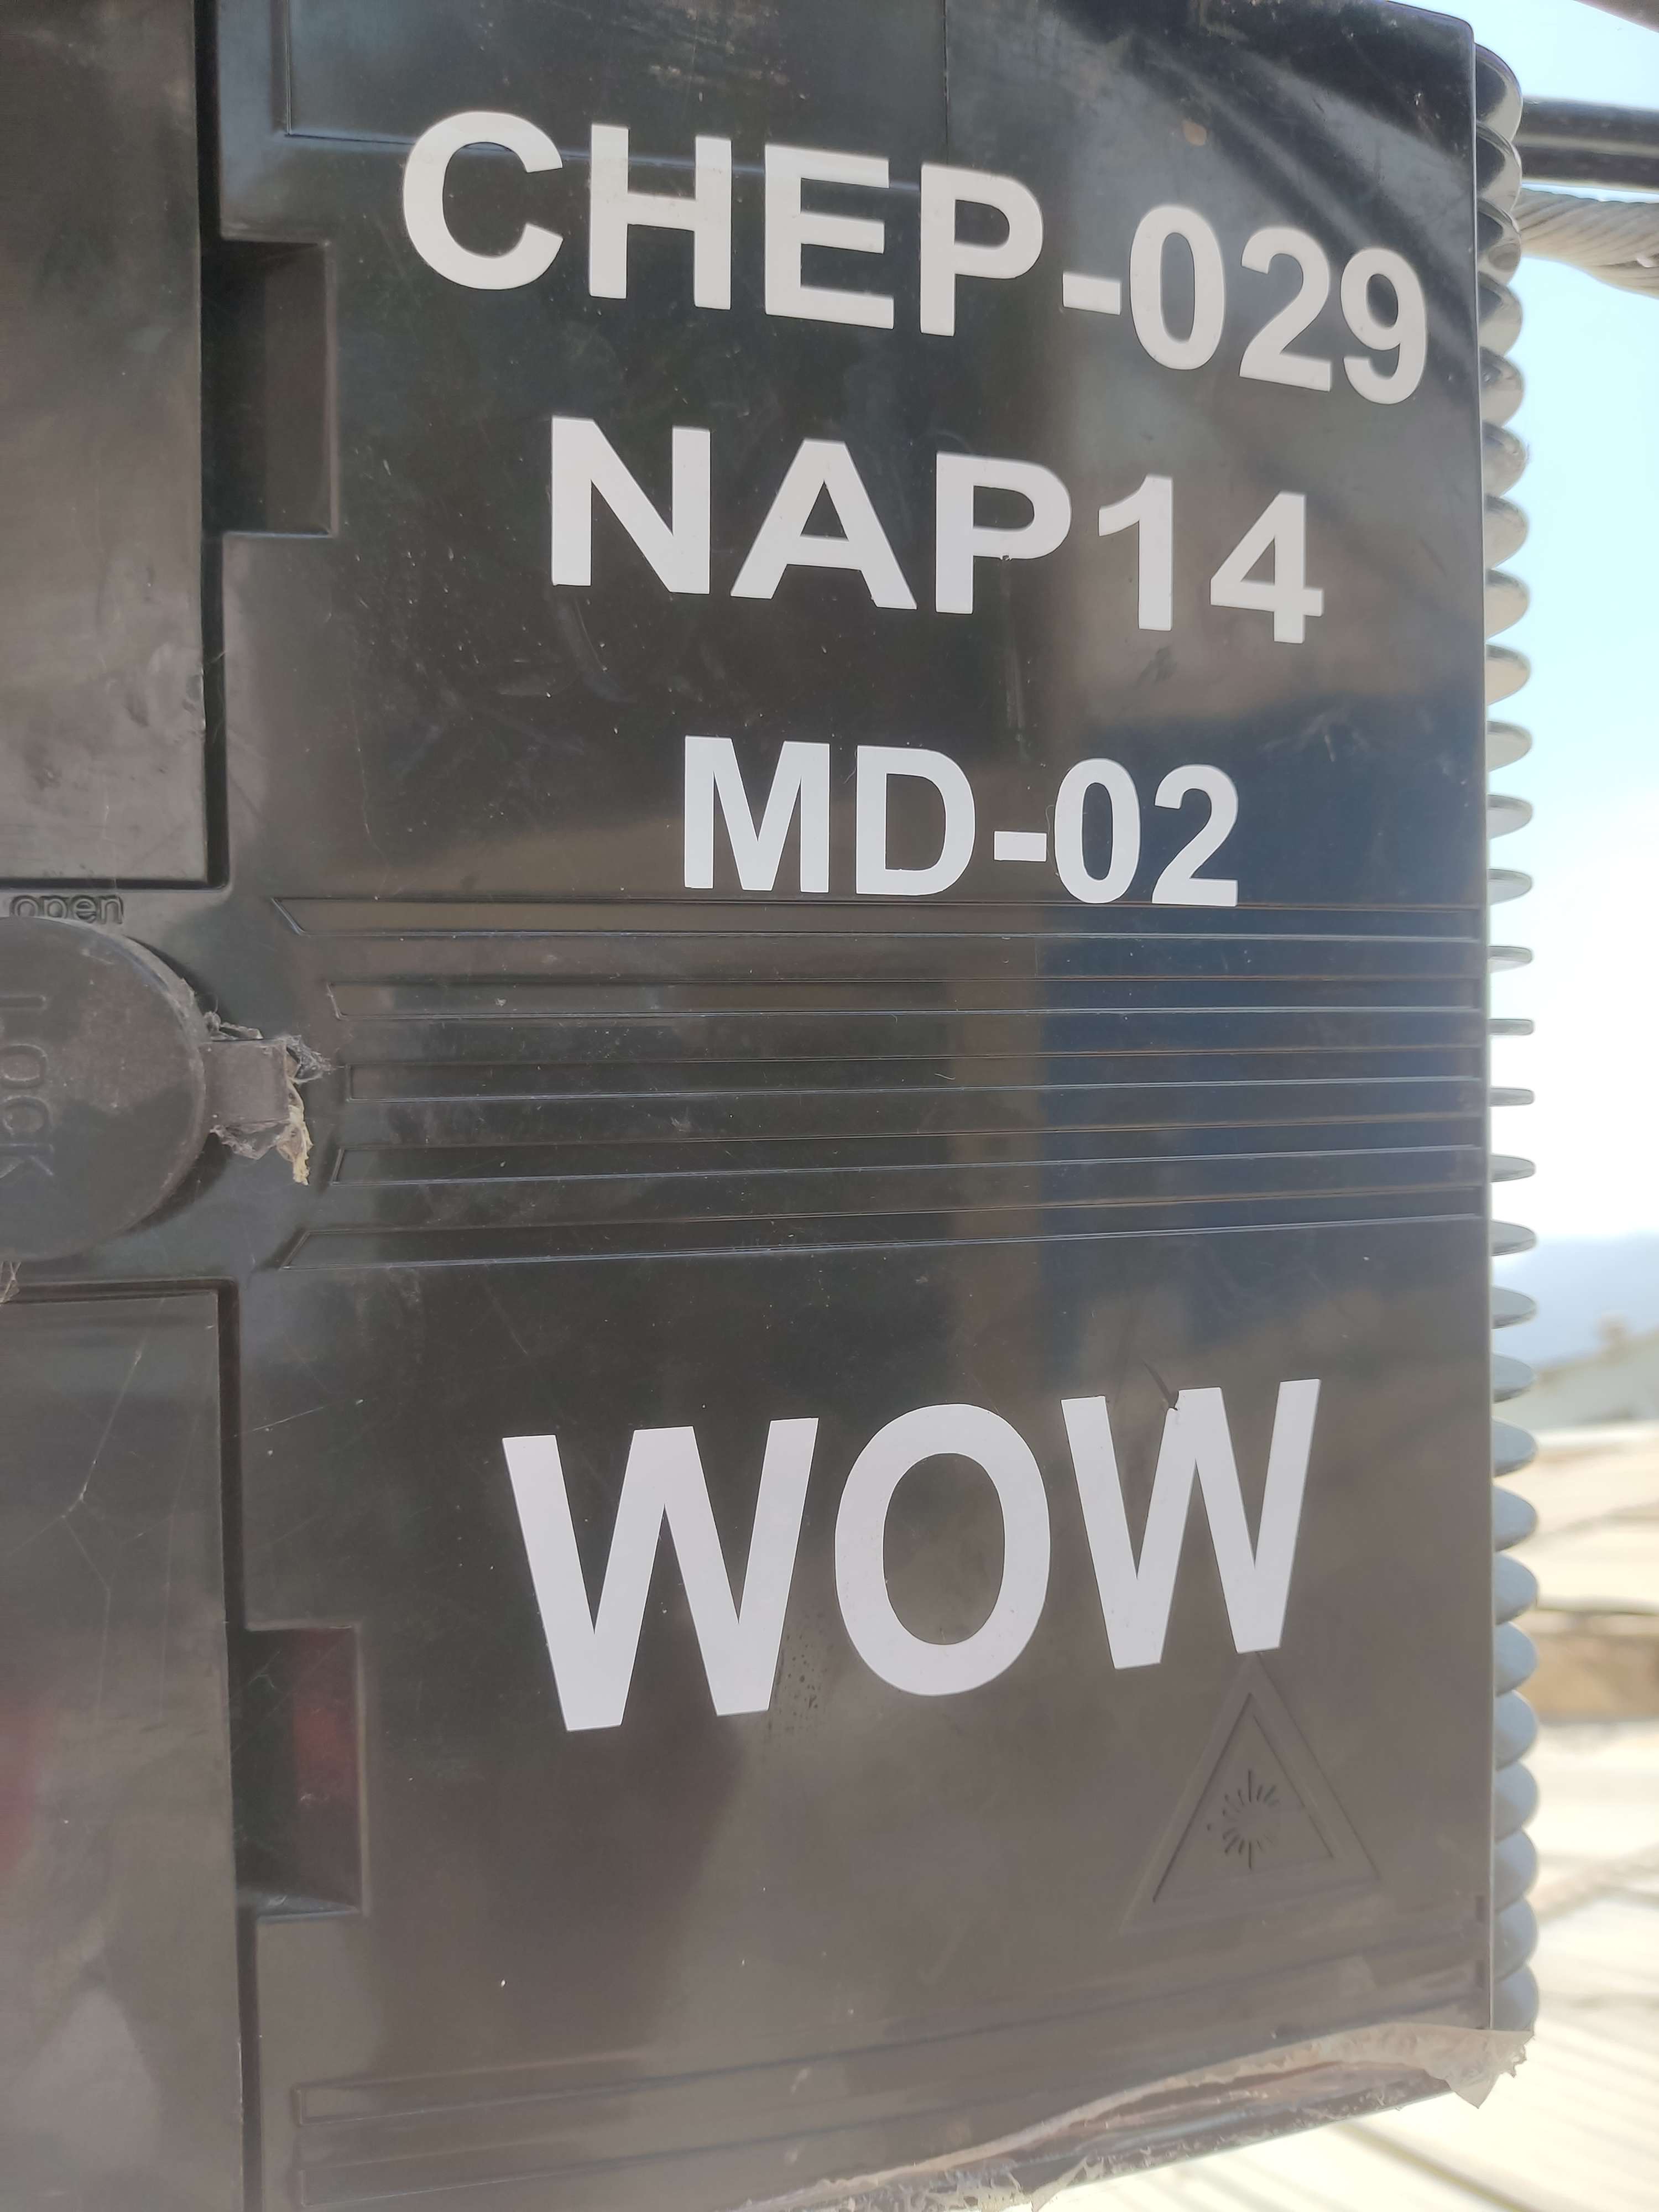 CHEP-029
NAP14
MD-02
open
lock
WOW